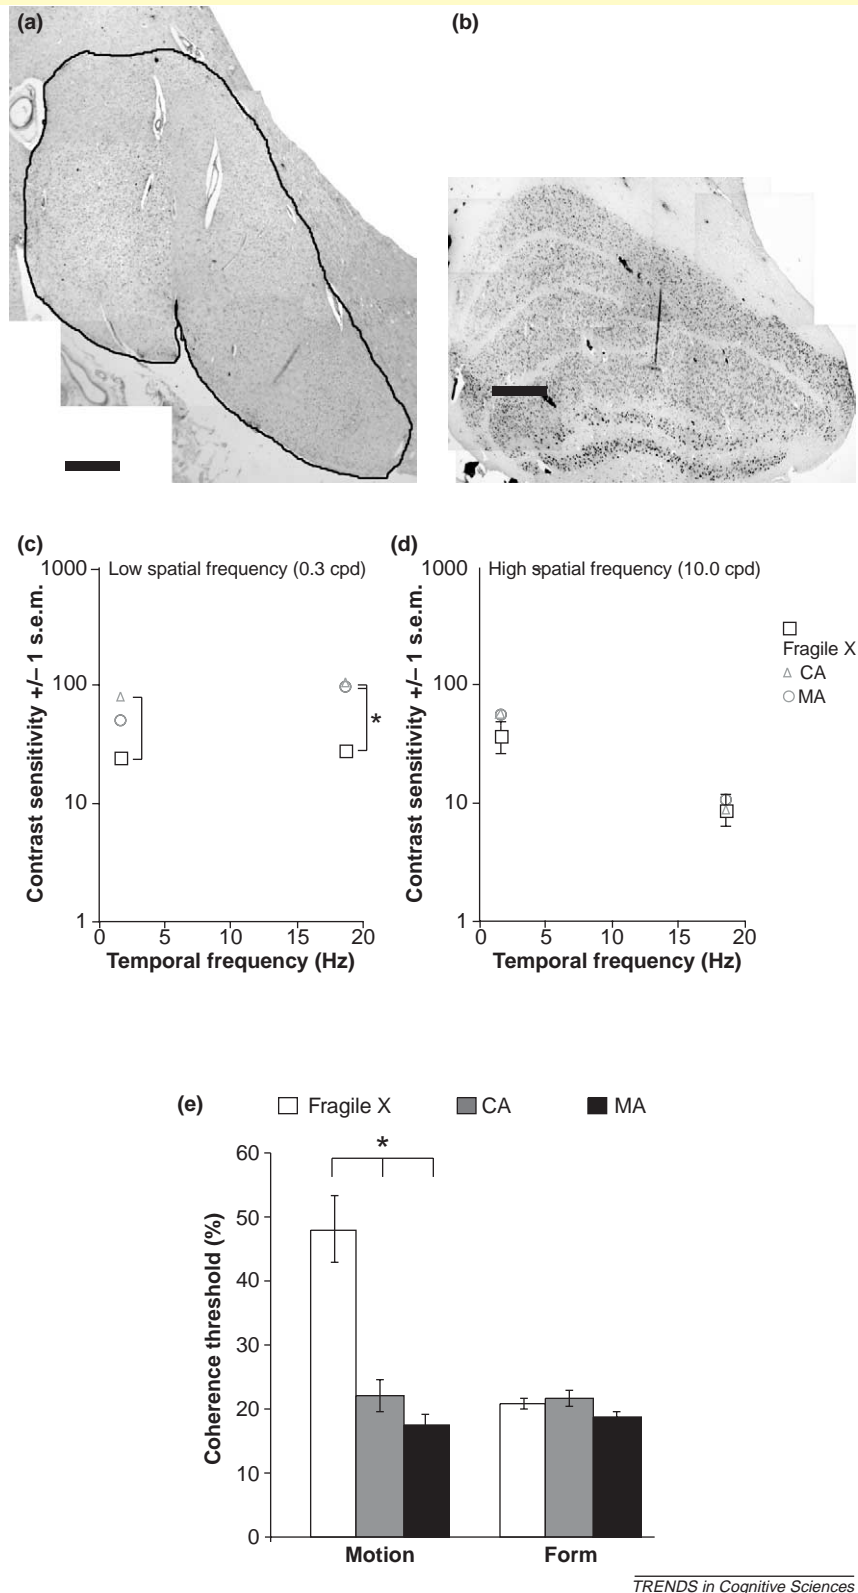 (a)
(b)
(c)
Low spatial frequency (0.3 cpd)
Contrast sensitivity +/– 1 s.e.m.
1000
100
10
1
*
0 5 10 15 20
Temporal frequency (Hz)
(d)
High spatial frequency (10.0 cpd)
Contrast sensitivity +/– 1 s.e.m.
1000
100
10
1
0 5 10 15 20
Temporal frequency (Hz)
Fragile X
CA
MA
(e)
Fragile X CA MA
*
Coherence threshold (%)
60
50
40
30
20
10
0
Motion Form
TRENDS in Cognitive Sciences